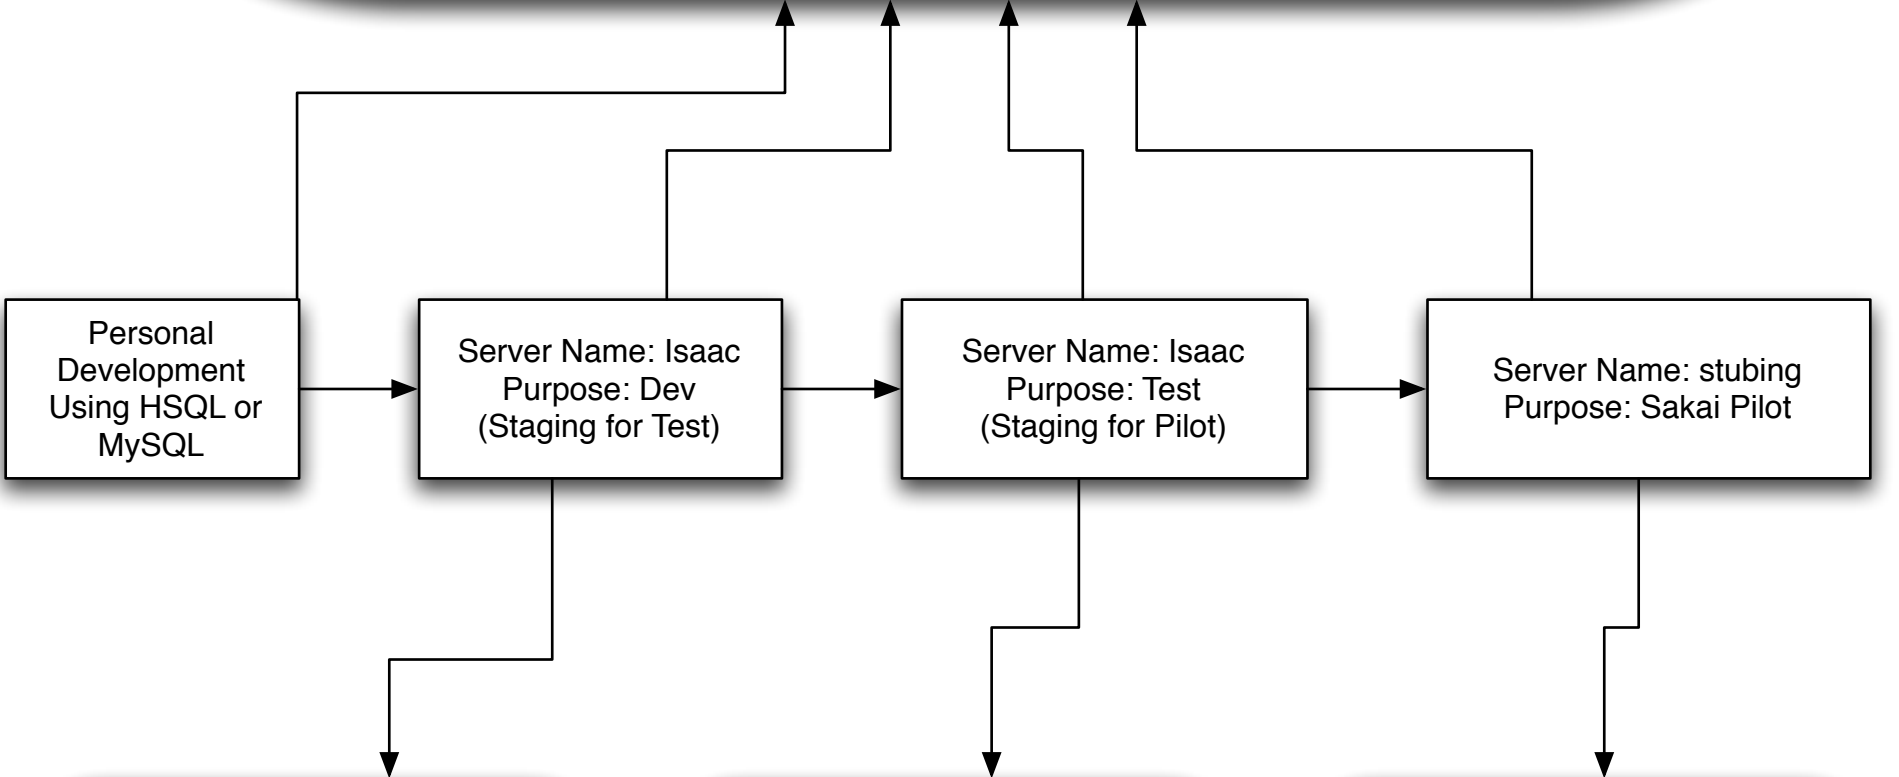 Personal
Development
Using HSQL or
MySQL
Server Name: Isaac
Purpose: Dev
(Staging for Test)
Server Name: Isaac
Purpose: Test
(Staging for Pilot)
Server Name: stubing
Purpose: Sakai Pilot